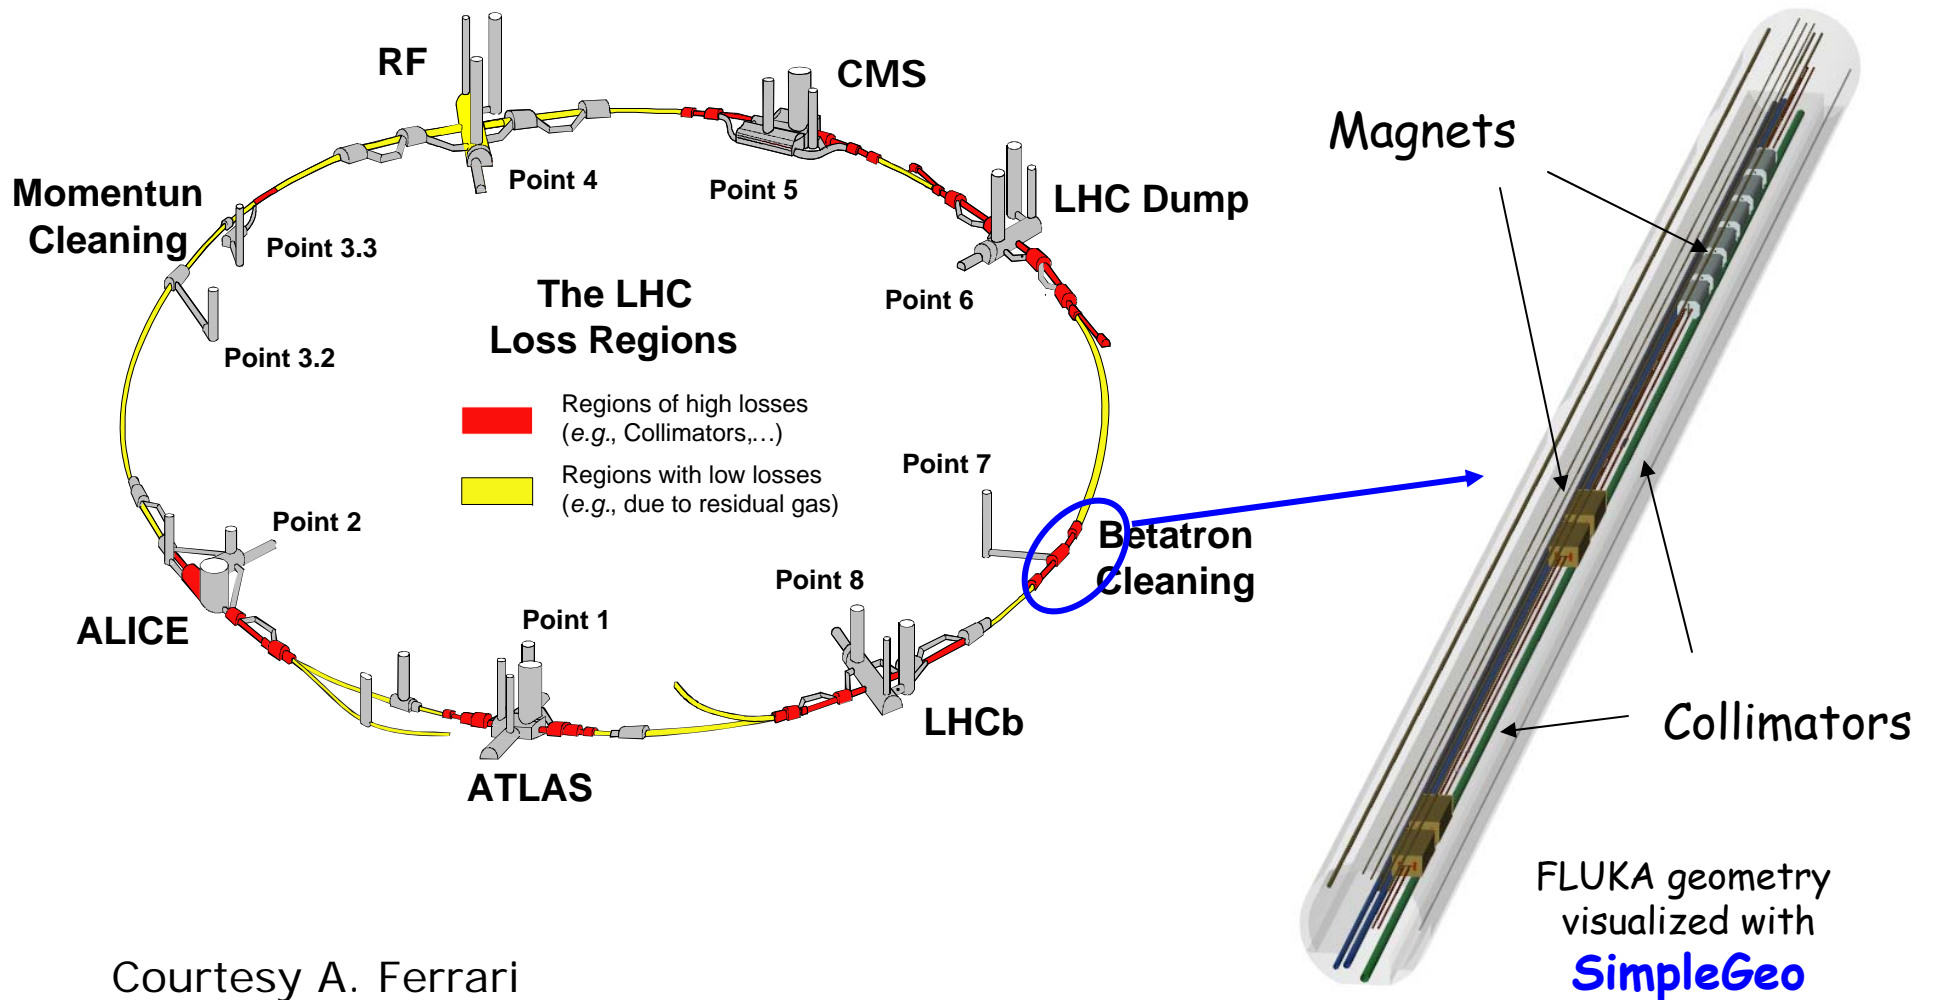 RF
CMS
Point 4
Point 5
Magnets
LHC Dump
Momentun
Cleaning
Point 3.3
Point 6
The LHC
Loss Regions
Point 3.2
Regions of high losses
(e.g., Collimators,…)
Regions with low losses
(e.g., due to residual gas)
Point 7
Point 2
Betatron
Cleaning
Point 8
Point 1
ALICE
LHCb
ATLAS
Collimators
FLUKA geometry
visualized with
SimpleGeo
Courtesy A. Ferrari